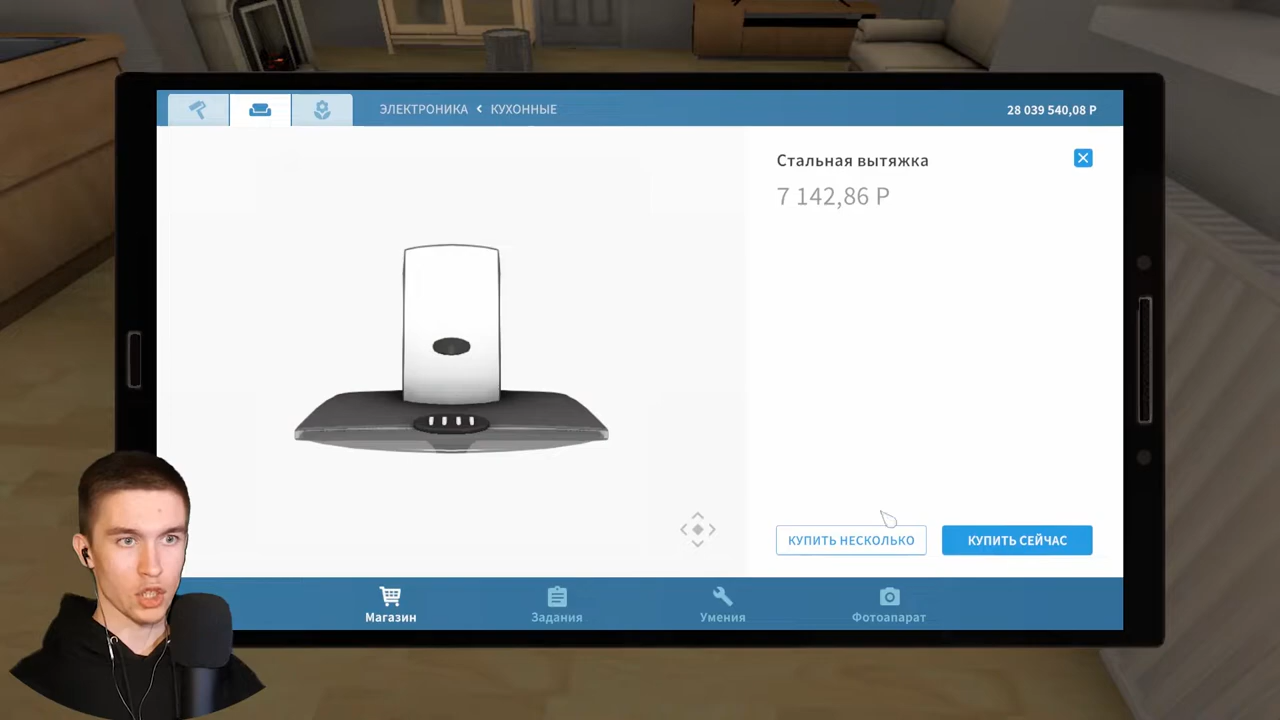 ЭЛЕКТРОНИКА < КУХОННЫЕ
28 039 540,08 Р
Стальная вытяжка
7 142,86 Р
КУПИТЬ НЕСКОЛЬКО
КУПИТЬ СЕЙЧАС
Магазин
Задания
Умения
Фотоапарат